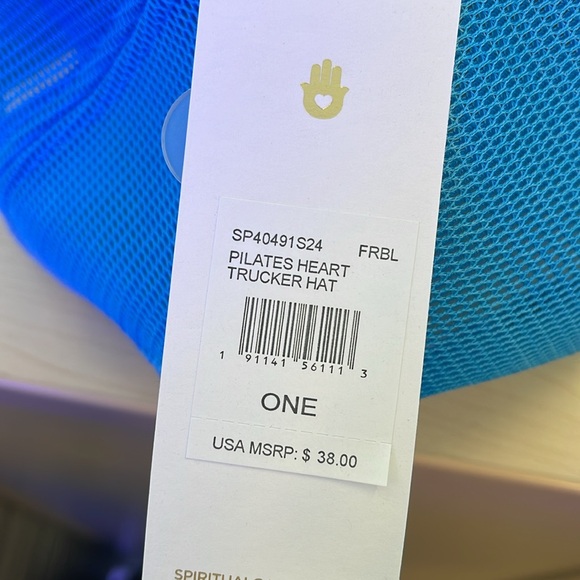 SP40491S24 FRBL
PILATES HEART
TRUCKER HAT
1 91141 56111 3
ONE
USA MSRP: $ 38.00